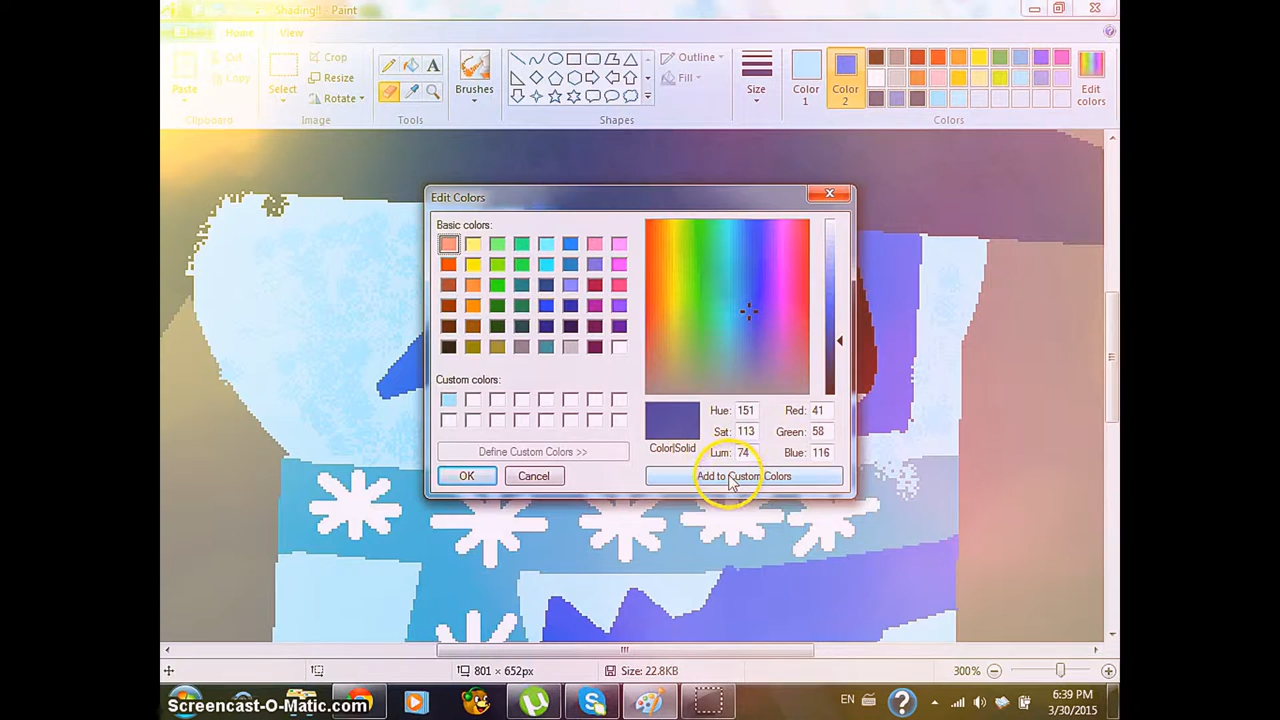 Shading!! - Paint
Home
View
Paste
Cut
Copy
Clipboard
Select
Crop
Resize
Rotate
Image
A
Tools
Brushes
Outline
Fill
Shapes
Size
Color
1
Color
2
Edit
colors
Colors
Edit Colors
Basic colors:
Custom colors:
Define Custom Colors >>
OK
Cancel
Color|Solid
Hue: 151
Sat: 113
Lum: 74
Red: 41
Green: 58
Blue: 116
Add to Custom Colors
801 × 652px
Size: 22.8KB
300%
Screencast-O-Matic.com
EN
6:39 PM
3/30/2015